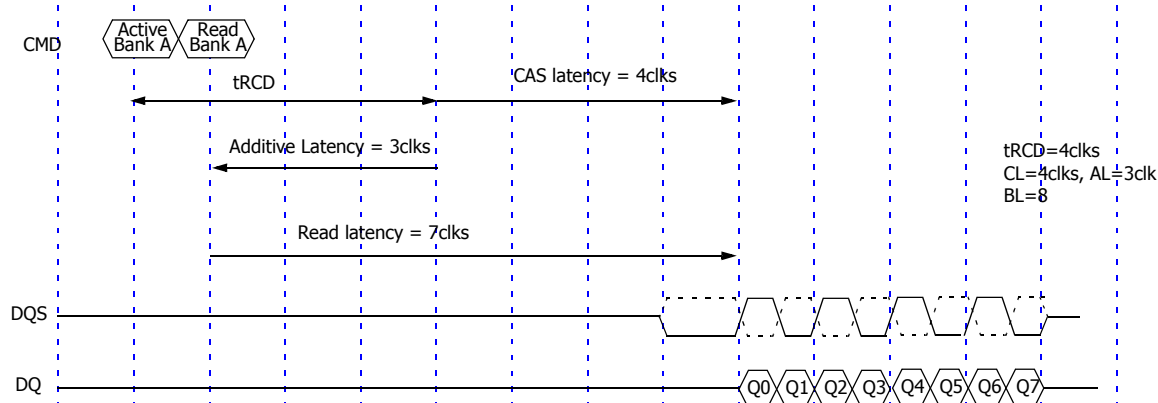 CMD
Active
Bank A
Read
Bank A
tRCD
CAS latency = 4clks
Additive Latency = 3clks
tRCD=4clks
CL=4clks, AL=3clk
BL=8
Read latency = 7clks
DQS
DQ
Q0 Q1 Q2 Q3 Q4 Q5 Q6 Q7